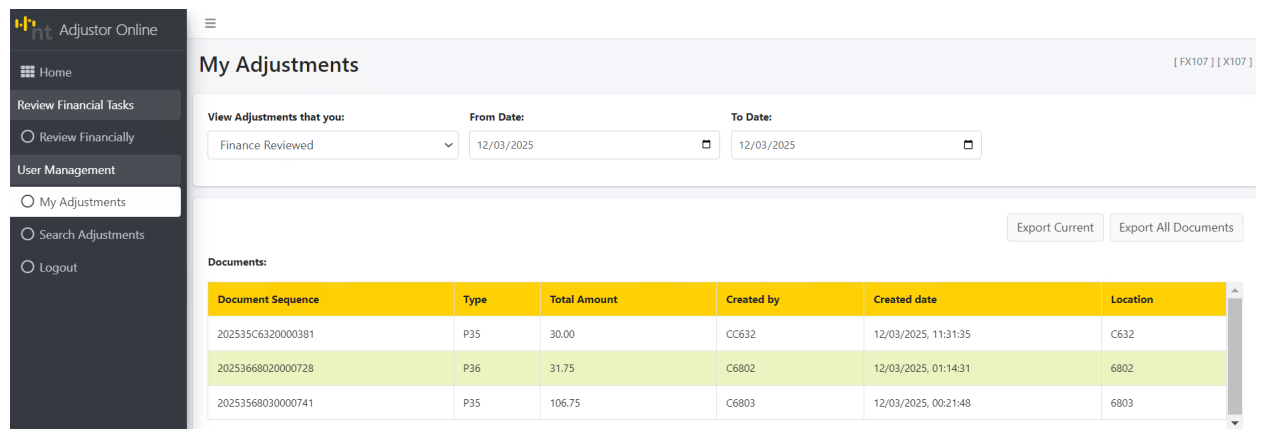 nt Adjustor Online
☰
Home
My Adjustments
[ FX107 ] [ X107 ]
Review Financial Tasks
Review Financially
User Management
My Adjustments
Search Adjustments
Logout
View Adjustments that you: From Date: To Date:
Finance Reviewed 12/03/2025 12/03/2025
Export Current Export All Documents
Documents:
Document Sequence Type Total Amount Created by Created date Location
202535C6320000381 P35 30.00 CC632 12/03/2025, 11:31:35 C632
20253668020000728 P36 31.75 C6802 12/03/2025, 01:14:31 6802
20253568030000741 P35 106.75 C6803 12/03/2025, 00:21:48 6803